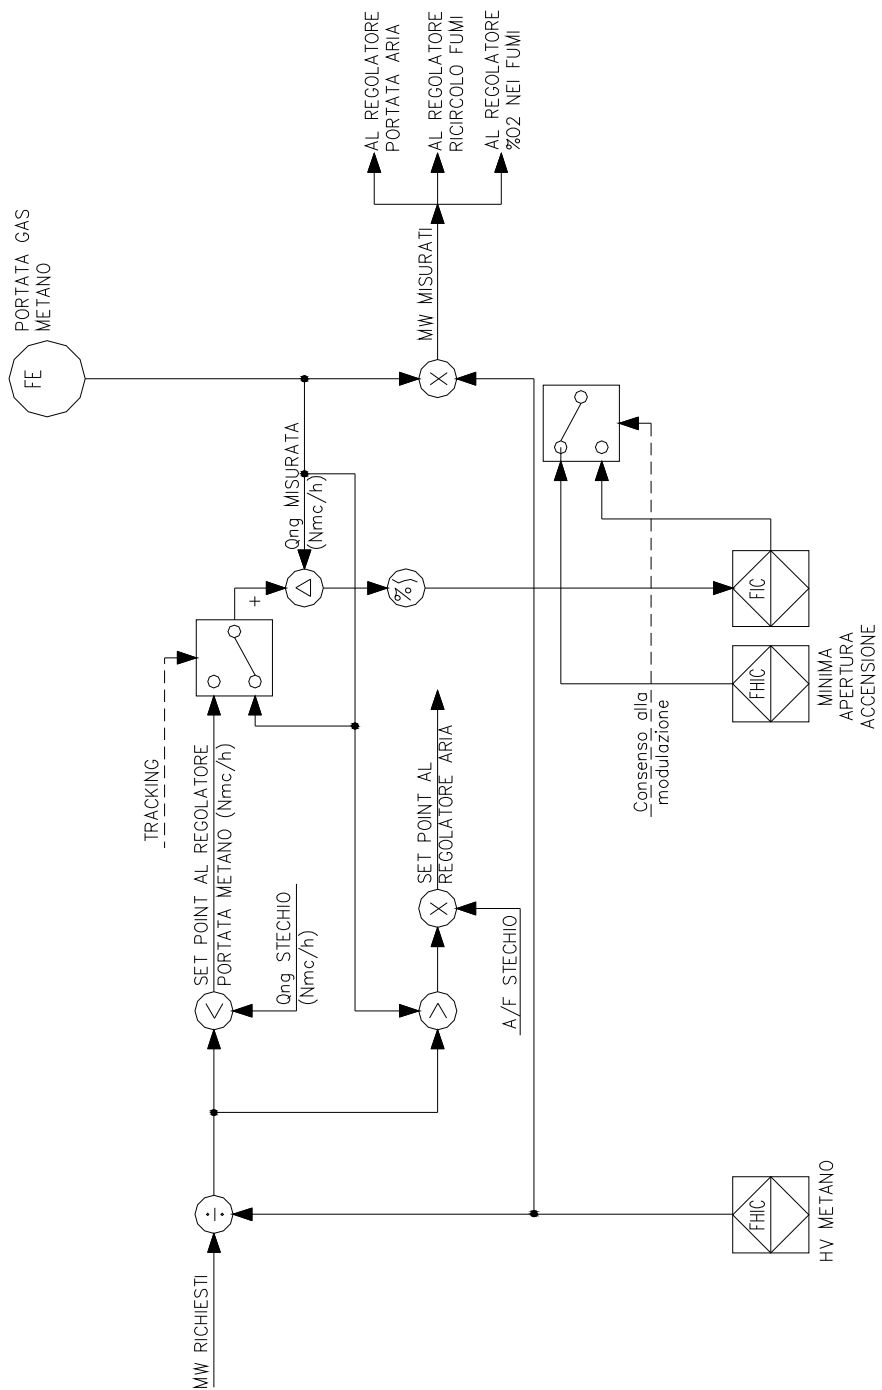 PORTATA GAS
METANO
FE
AL REGOLATORE
PORTATA ARIA
AL REGOLATORE
RICIRCOLO FUMI
AL REGOLATORE
%O2 NEI FUMI
MW MISURATI
X
Qng MISURATA
(Nmc/h)
+
Δ
%∫
TRACKING
SET POINT AL REGOLATORE
PORTATA METANO (Nmc/h)
<
Qng STECHIO
(Nmc/h)
SET POINT AL
REGOLATORE ARIA
X
>
A/F STECHIO
÷
MW RICHIESTI
Consenso alla
modulazione
FIC
FHIC
MINIMA
APERTURA
ACCENSIONE
FHIC
HV METANO